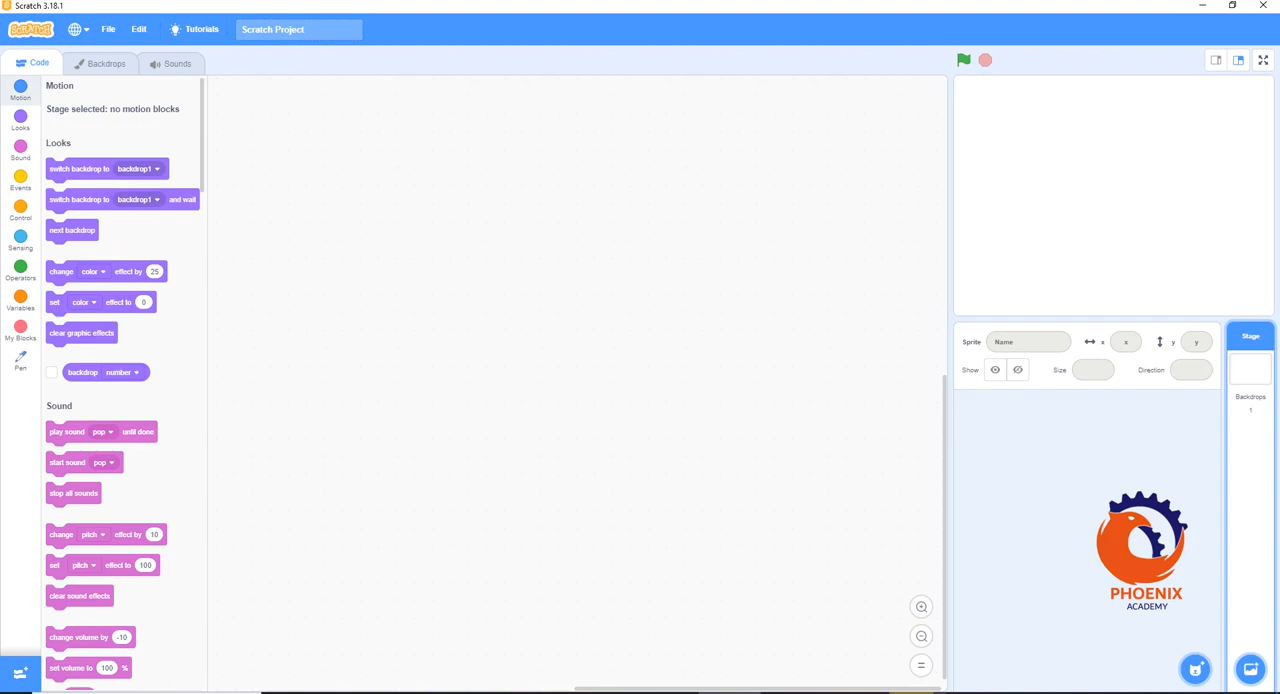 Scratch 3.18.1
SCRATCH File Edit Tutorials Scratch Project
Code Backdrops Sounds
Motion
Looks
Sound
Events
Control
Sensing
Operators
Variables
My Blocks
Pen
Motion
Stage selected: no motion blocks
Looks
switch backdrop to backdrop1
switch backdrop to backdrop1 and wait
next backdrop
change color effect by 25
set color effect to 0
clear graphic effects
backdrop number
Sound
play sound pop until done
start sound pop
stop all sounds
change pitch effect by 10
set pitch effect to 100
clear sound effects
change volume by -10
set volume to 100 %
Sprite Name x x y y
Show Size Direction
Stage
Backdrops
1
PHOENIX
ACADEMY